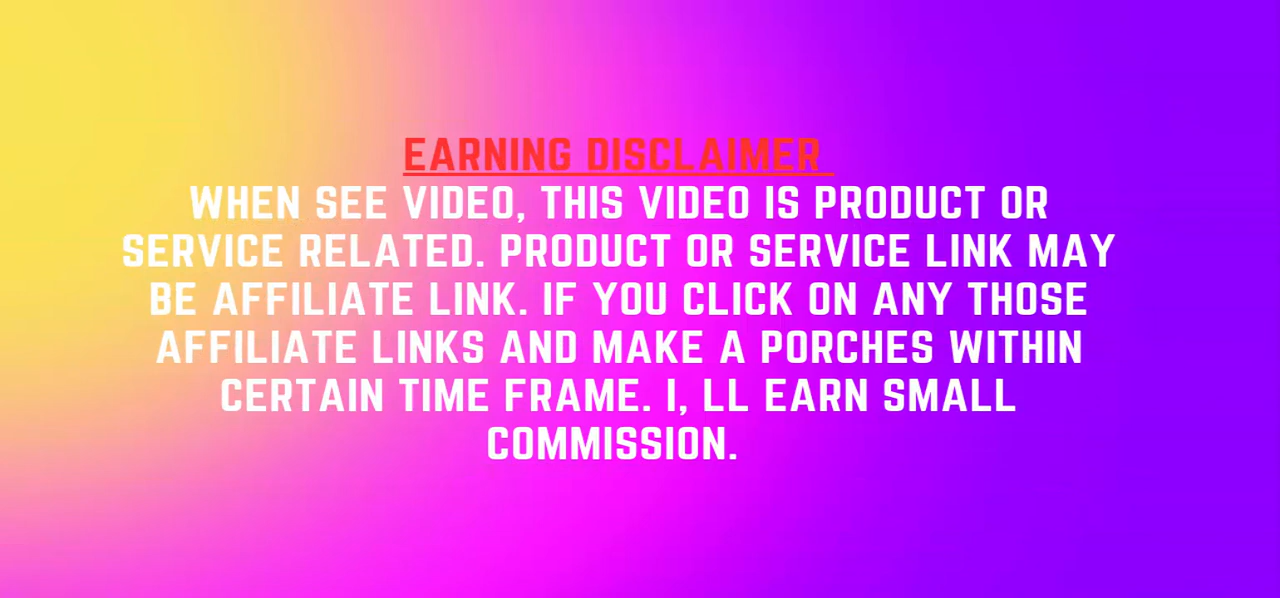 EARNING DISCLAIMER
WHEN SEE VIDEO, THIS VIDEO IS PRODUCT OR
SERVICE RELATED. PRODUCT OR SERVICE LINK MAY
BE AFFILIATE LINK. IF YOU CLICK ON ANY THOSE
AFFILIATE LINKS AND MAKE A PORCHES WITHIN
CERTAIN TIME FRAME. I, LL EARN SMALL
COMMISSION.